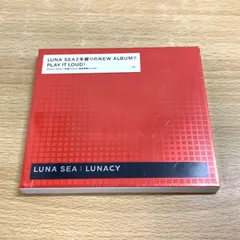 LUNA SEA2年振りのNEW ALBUM!!
PLAY IT LOUD!
LUNA SEA | LUNACY